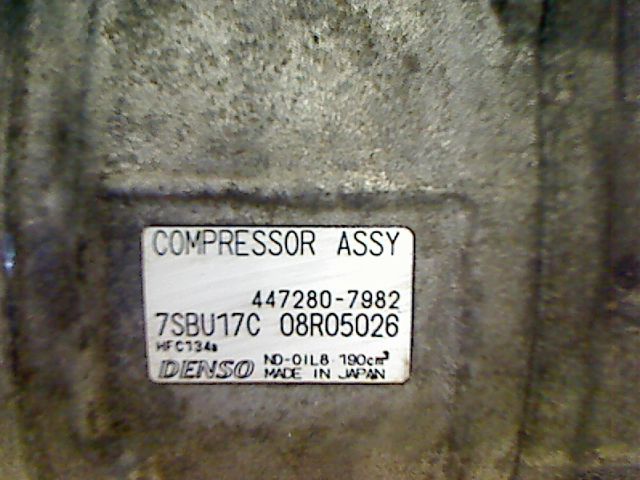 COMPRESSOR ASSY
447280-7982
7SBU17C 08R05026
HFC134a
DENSO ND-OIL8 190cm³
MADE IN JAPAN